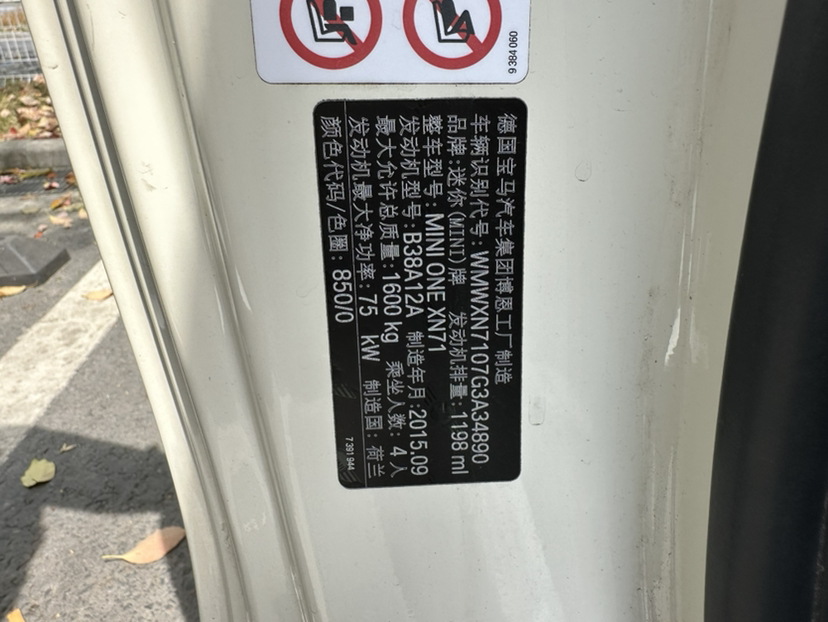 9 384 060
德国宝马汽车集团博恩工厂制造
车辆识别代号:WMWXN7107G3A34890
品牌:迷你(MINI)牌 发动机排量:1198 ml
整车型号:MINI ONE XN71
发动机型号:B38A12A 制造年月:2015.09
最大允许总质量:1600 kg 乘坐人数:4人
发动机最大净功率:75 kW 制造国:荷兰
颜色代码/色圈:850/0
7 391 944